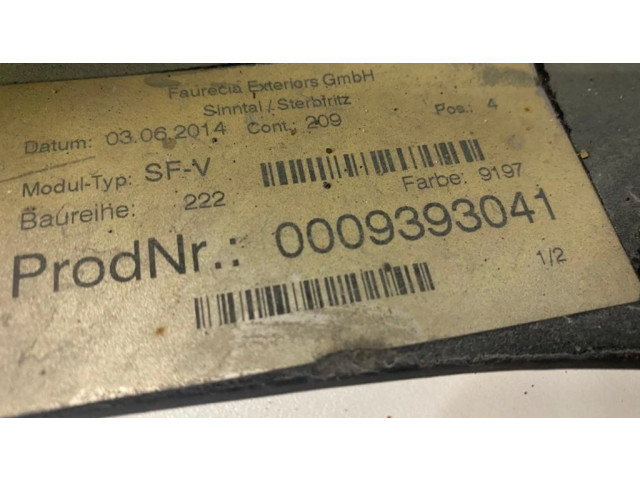 Faurecia Exteriors GmbH
Sinntal / Sterbfritz
Datum: 03.06.2014 Cont.: 209 Pos.: 4
Modul-Typ: SF-V
Baureihe: 222 Farbe: 9197
ProdNr.: 0009393041
1/2